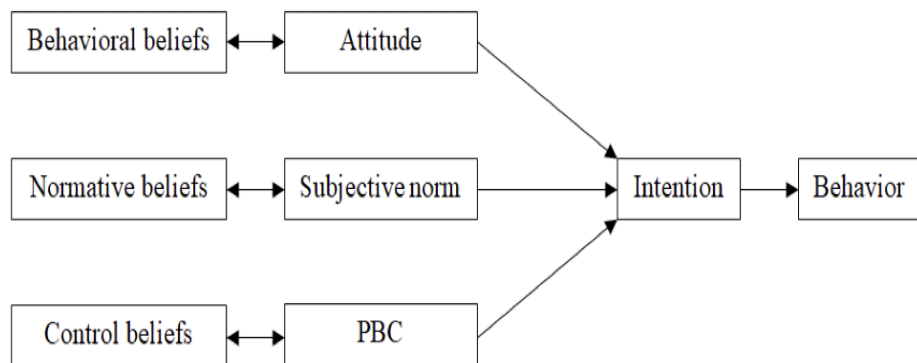 Behavioral beliefs
Attitude
Normative beliefs
Subjective norm
Intention
Behavior
Control beliefs
PBC